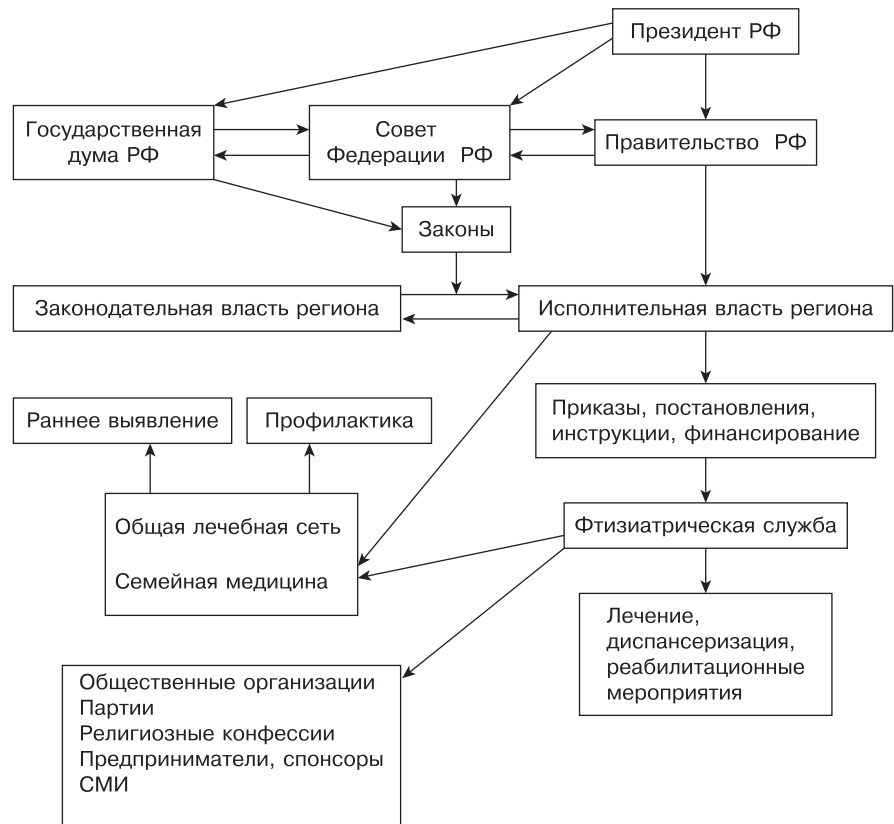 Президент РФ
Государственная
дума РФ
Совет
Федерации РФ
Правительство РФ
Законы
Законодательная власть региона
Исполнительная власть региона
Приказы, постановления,
инструкции, финансирование
Раннее выявление
Профилактика
Общая лечебная сеть
Семейная медицина
Фтизиатрическая служба
Лечение,
диспансеризация,
реабилитационные
мероприятия
Общественные организации
Партии
Религиозные конфессии
Предприниматели, спонсоры
СМИ